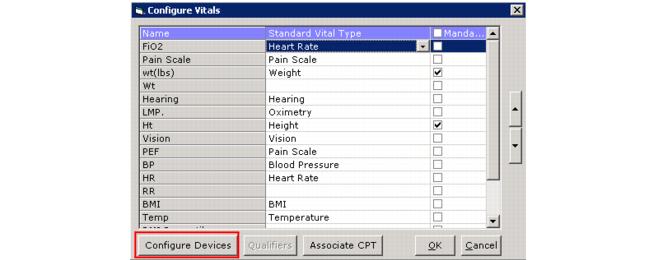 Configure Vitals
Name Standard Vital Type Manda...
FiO2 Heart Rate
Pain Scale Pain Scale
wt(lbs) Weight
Wt
Hearing Hearing
LMP. Oximetry
Ht Height
Vision Vision
PEF Pain Scale
BP Blood Pressure
HR Heart Rate
RR
BMI BMI
Temp Temperature
Configure Devices Qualifiers Associate CPT OK Cancel